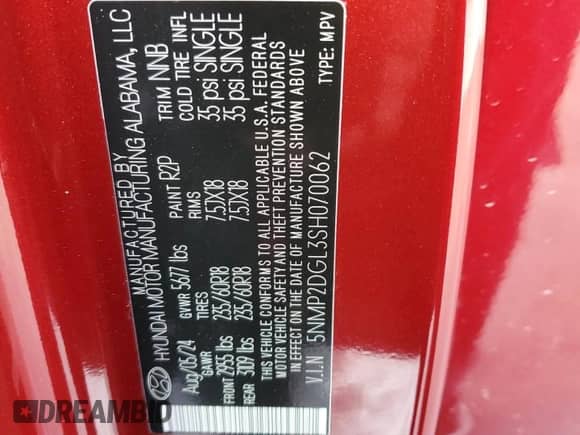 MANUFACTURED BY
HYUNDAI MOTOR MANUFACTURING ALABAMA, LLC
Aug/06/24 GVWR 5677 lbs PAINT R2P TRIM NNB
GAWR TIRES RIMS COLD TIRE INFL
FRONT 2935 lbs 235/60R18 7.5JX18 35 psi SINGLE
REAR 3109 lbs 235/60R18 7.5JX18 35 psi SINGLE
THIS VEHICLE CONFORMS TO ALL APPLICABLE U.S.A. FEDERAL
MOTOR VEHICLE SAFETY AND THEFT PREVENTION STANDARDS
IN EFFECT ON THE DATE OF MANUFACTURE SHOWN ABOVE
V.I.N 5NMP2DGL3SH070062 TYPE: MPV
DREAMBID